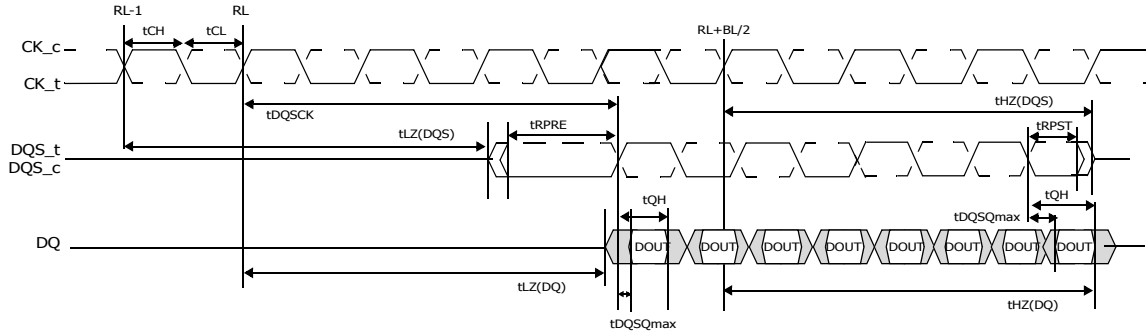 RL-1
RL
tCH
tCL
RL+BL/2
CK_c
CK_t
tDQSCK
tHZ(DQS)
tLZ(DQS)
tRPRE
tRPST
DQS_t
DQS_c
tQH
tQH
tDQSQmax
DQ
DOUT DOUT DOUT DOUT DOUT DOUT DOUT DOUT
tLZ(DQ)
tHZ(DQ)
tDQSQmax